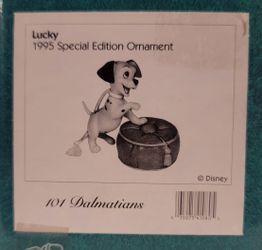 Lucky
1995 Special Edition Ornament
© Disney
101 Dalmatians